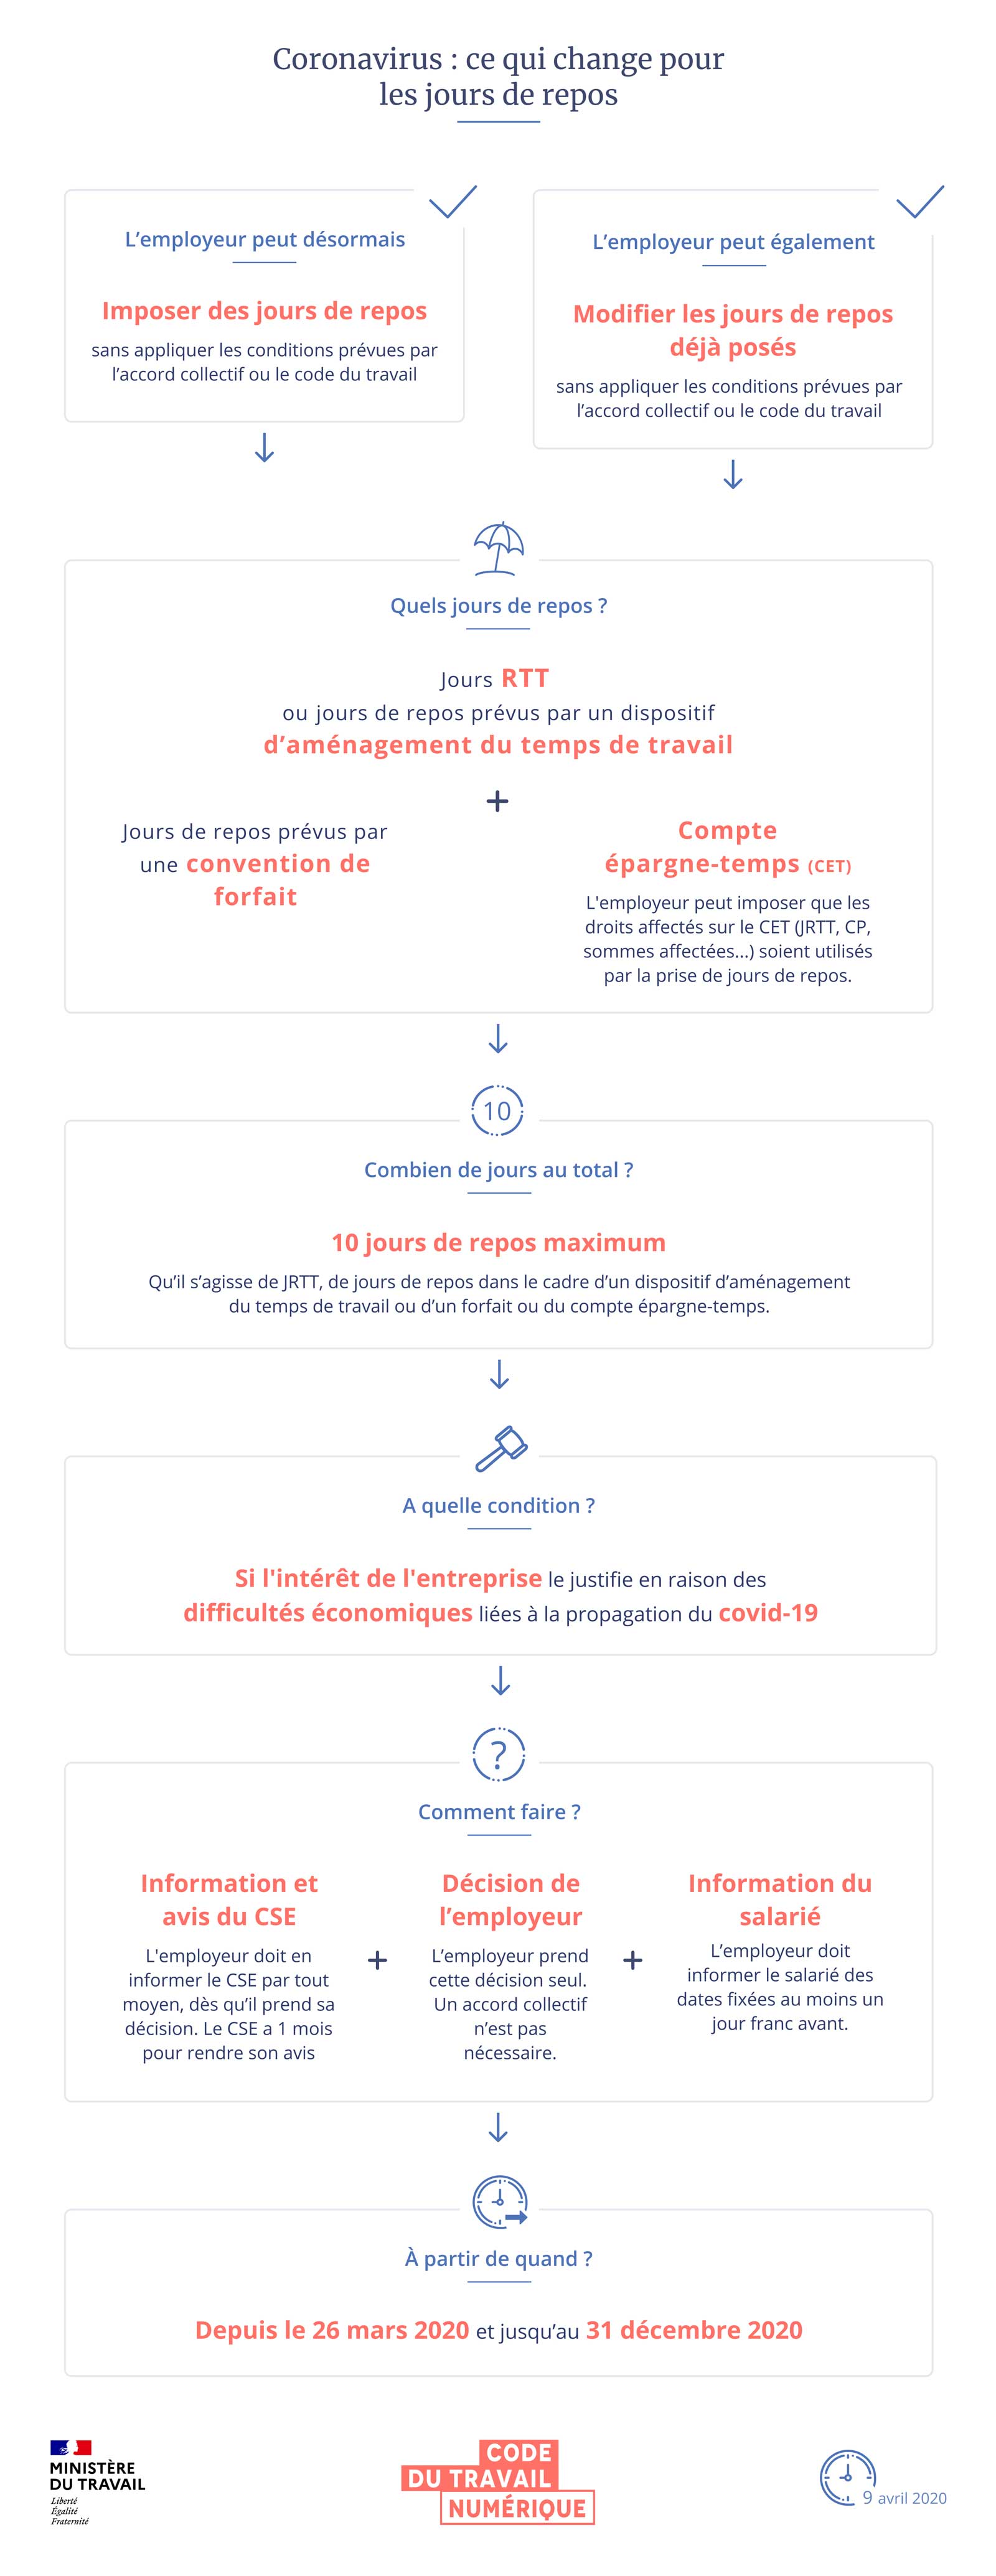 Coronavirus : ce qui change pour
les jours de repos
L’employeur peut désormais
Imposer des jours de repos
sans appliquer les conditions prévues par
l’accord collectif ou le code du travail
L’employeur peut également
Modifier les jours de repos
déjà posés
sans appliquer les conditions prévues par
l’accord collectif ou le code du travail
Quels jours de repos ?
Jours RTT
ou jours de repos prévus par un dispositif
d’aménagement du temps de travail
+
Jours de repos prévus par
une convention de
forfait
Compte
épargne-temps (CET)
L'employeur peut imposer que les
droits affectés sur le CET (JRTT, CP,
sommes affectées...) soient utilisés
par la prise de jours de repos.
10
Combien de jours au total ?
10 jours de repos maximum
Qu’il s’agisse de JRTT, de jours de repos dans le cadre d’un dispositif d’aménagement
du temps de travail ou d’un forfait ou du compte épargne-temps.
A quelle condition ?
Si l'intérêt de l'entreprise le justifie en raison des
difficultés économiques liées à la propagation du covid-19
?
Comment faire ?
Information et
avis du CSE
L'employeur doit en
informer le CSE par tout
moyen, dès qu’il prend sa
décision. Le CSE a 1 mois
pour rendre son avis
+
Décision de
l’employeur
L’employeur prend
cette décision seul.
Un accord collectif
n’est pas
nécessaire.
+
Information du
salarié
L’employeur doit
informer le salarié des
dates fixées au moins un
jour franc avant.
À partir de quand ?
Depuis le 26 mars 2020 et jusqu’au 31 décembre 2020
MINISTÈRE
DU TRAVAIL
Liberté
Égalité
Fraternité
CODE
DU TRAVAIL
NUMÉRIQUE
9 avril 2020